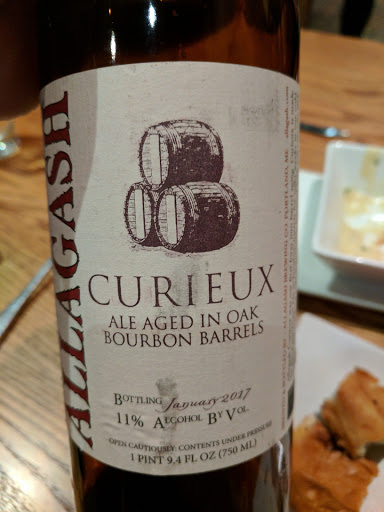 ALLAGASH
CURIEUX
ALE AGED IN OAK
BOURBON BARRELS
BOTTLING January 2017
11% ALCOHOL BY VOL.
OPEN CAUTIOUSLY: CONTENTS UNDER PRESSURE
1 PINT 9.4 FL OZ (750 ML)